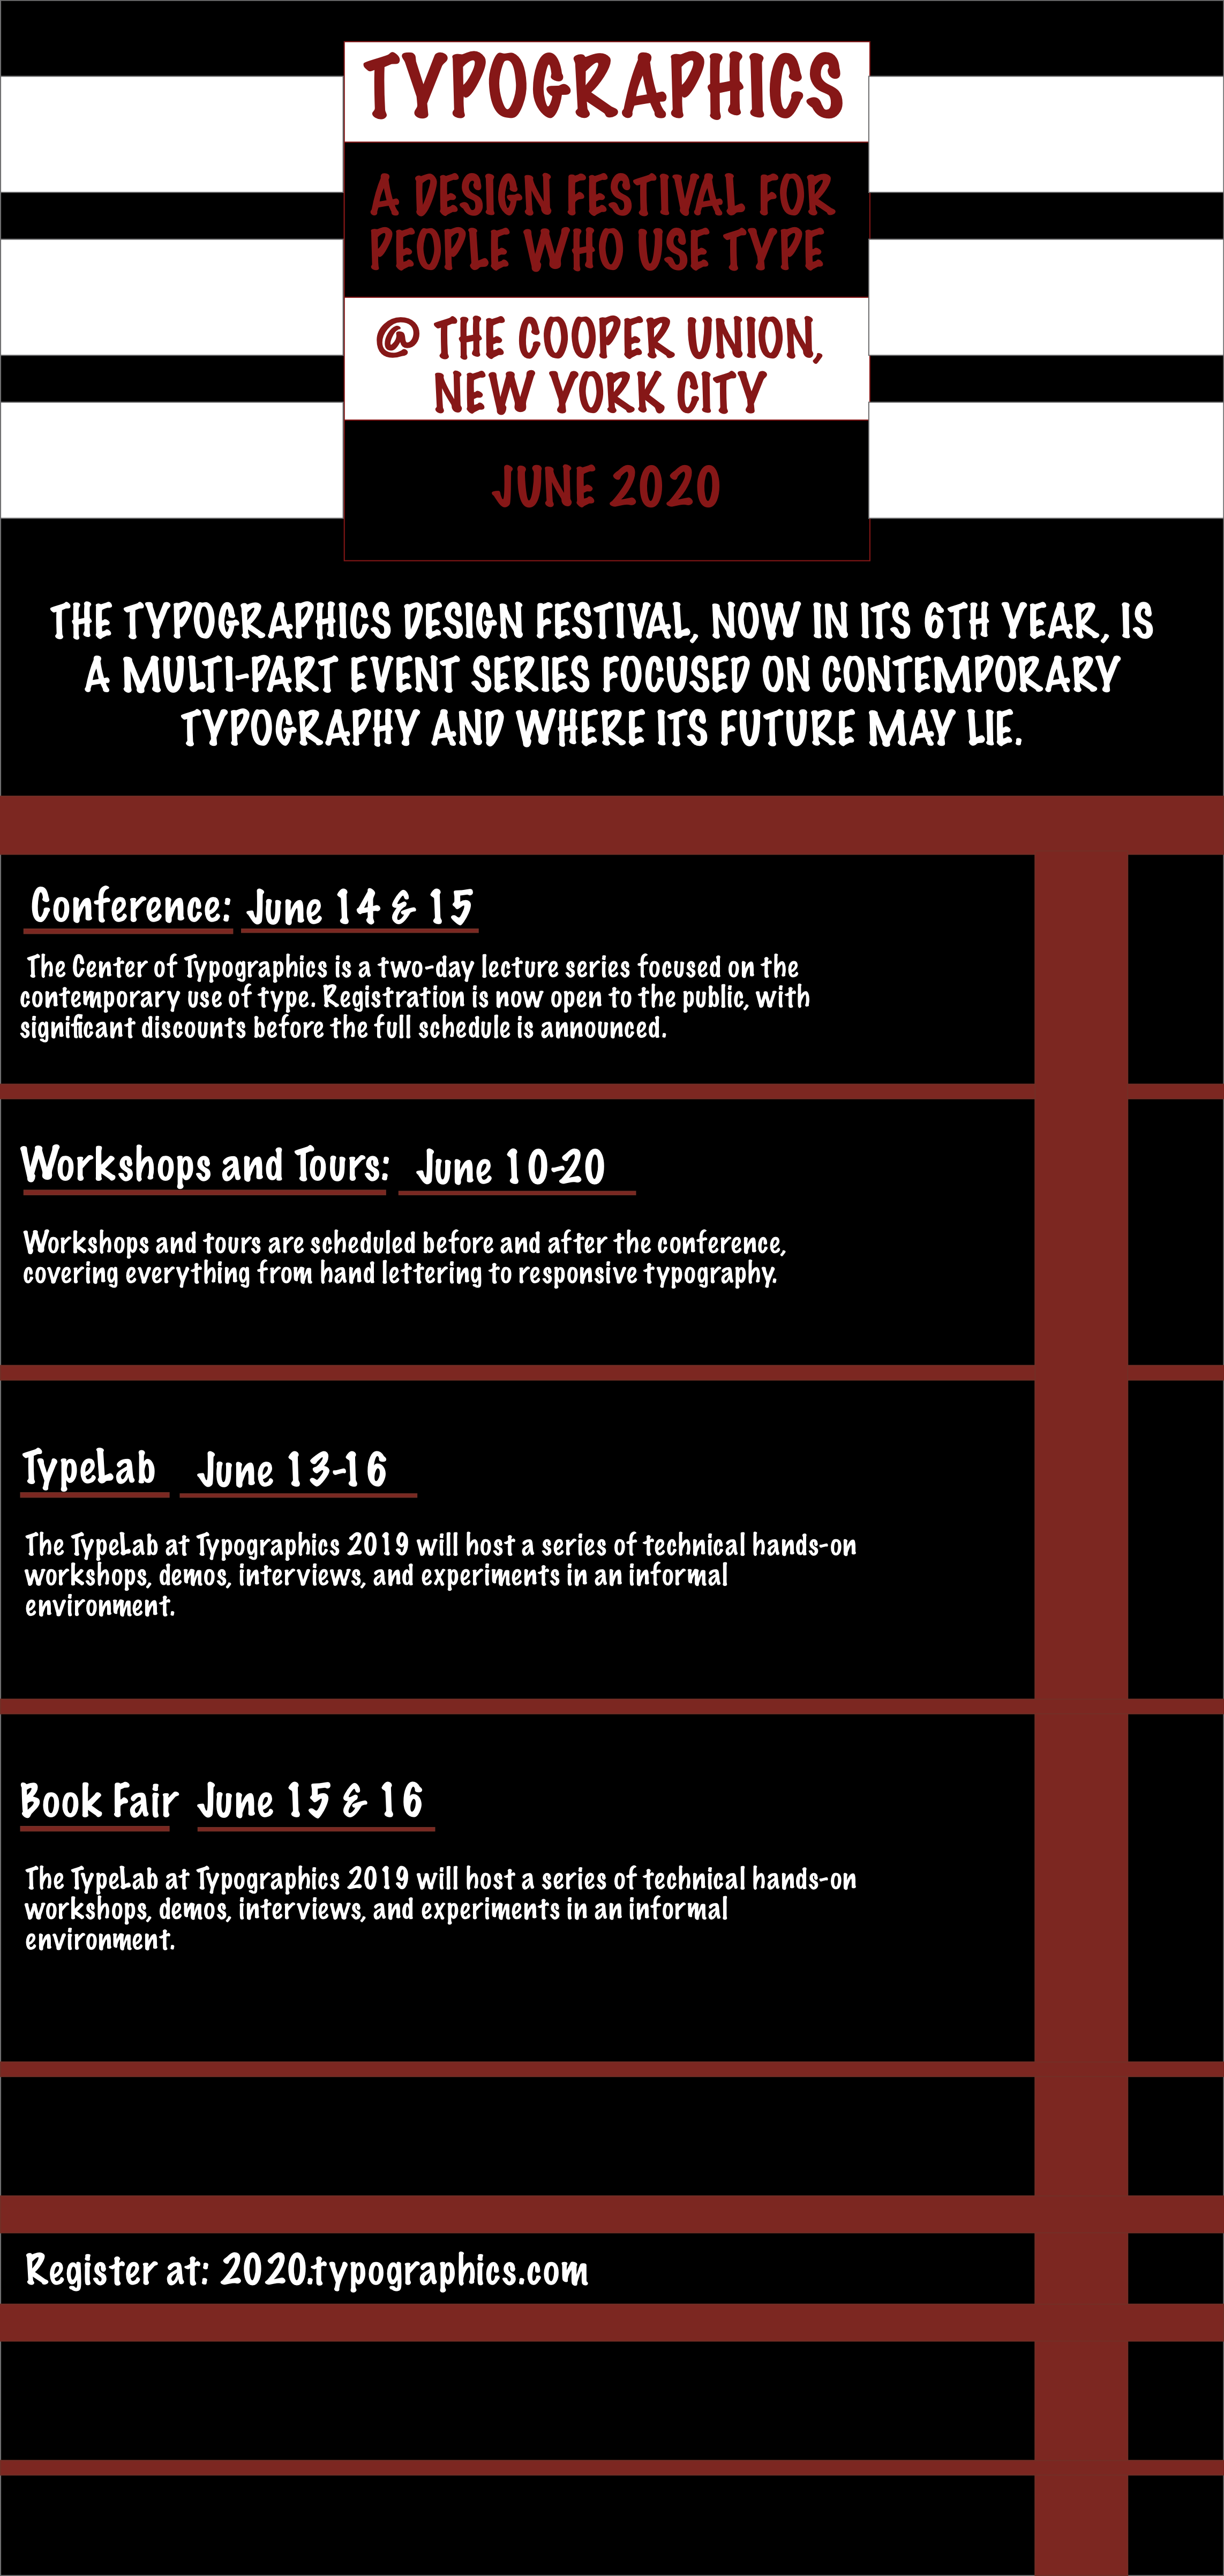 TYPOGRAPHICS
A DESIGN FESTIVAL FOR
PEOPLE WHO USE TYPE
@ THE COOPER UNION,
NEW YORK CITY
JUNE 2020
THE TYPOGRAPHICS DESIGN FESTIVAL, NOW IN ITS 6TH YEAR, IS
A MULTI-PART EVENT SERIES FOCUSED ON CONTEMPORARY
TYPOGRAPHY AND WHERE ITS FUTURE MAY LIE.
Conference: June 14 & 15
The Center of Typographics is a two-day lecture series focused on the
contemporary use of type. Registration is now open to the public, with
significant discounts before the full schedule is announced.
Workshops and Tours: June 10-20
Workshops and tours are scheduled before and after the conference,
covering everything from hand lettering to responsive typography.
TypeLab June 13-16
The TypeLab at Typographics 2019 will host a series of technical hands-on
workshops, demos, interviews, and experiments in an informal
environment.
Book Fair June 15 & 16
The TypeLab at Typographics 2019 will host a series of technical hands-on
workshops, demos, interviews, and experiments in an informal
environment.
Register at: 2020.typographics.com